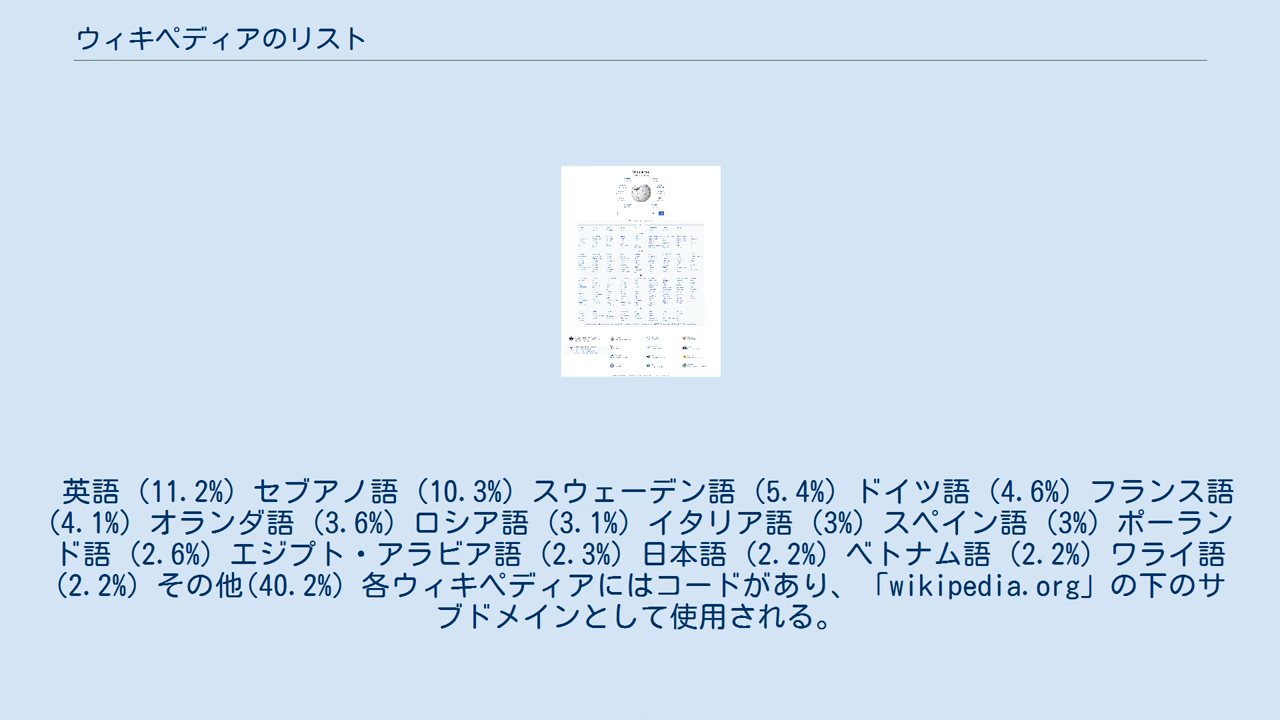 ウィキペディアのリスト
英語（11.2%）セブアノ語（10.3%）スウェーデン語（5.4%）ドイツ語（4.6%）フランス語
（4.1%）オランダ語（3.6%）ロシア語（3.1%）イタリア語（3%）スペイン語（3%）ポーラン
ド語（2.6%）エジプト・アラビア語（2.3%）日本語（2.2%）ベトナム語（2.2%）ワライ語
（2.2%）その他(40.2%）各ウィキペディアにはコードがあり、「wikipedia.org」の下のサ
ブドメインとして使用される。